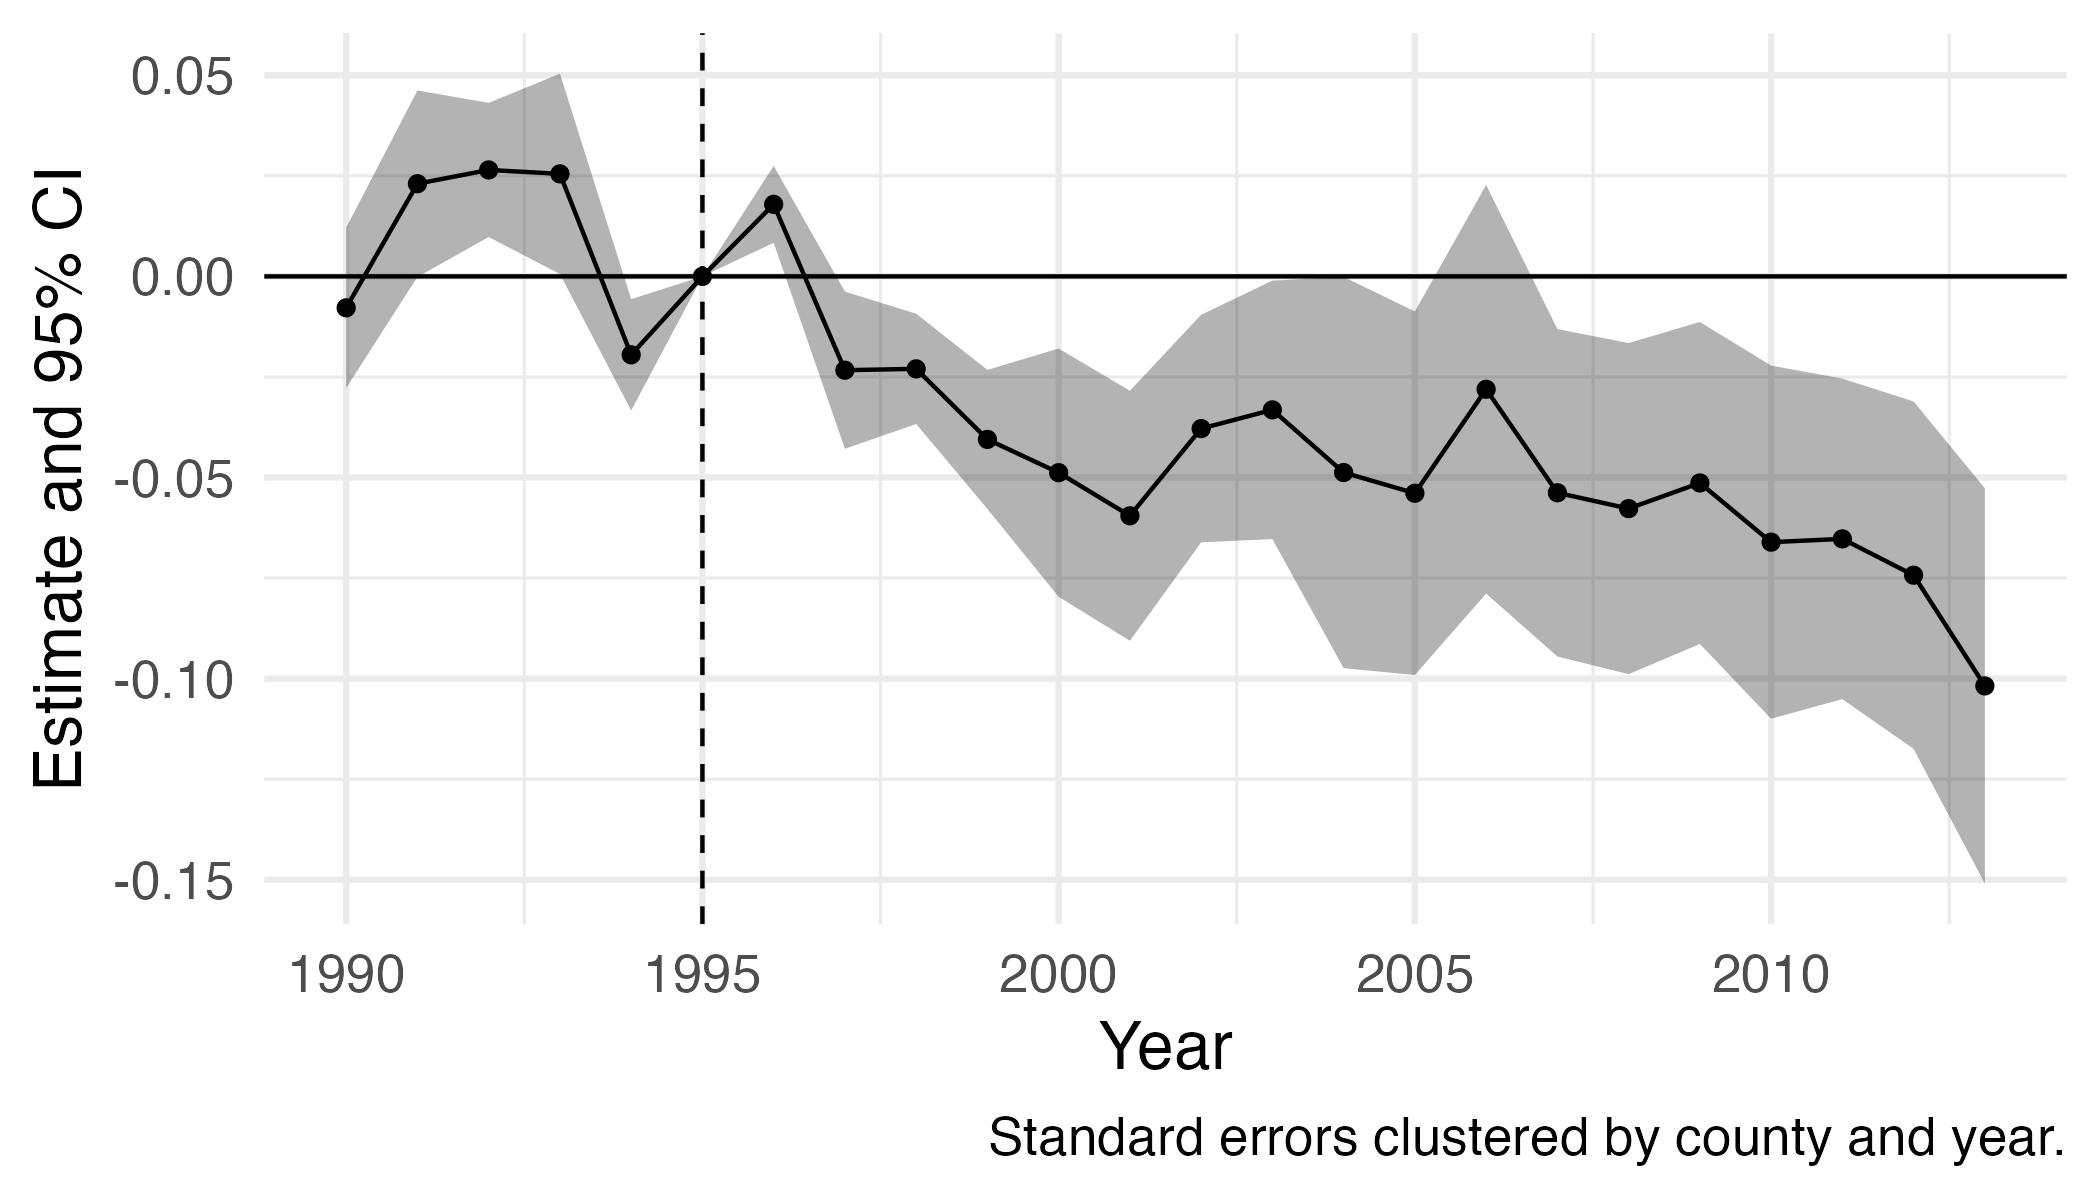 Estimate and 95% CI
0.05
0.00
-0.05
-0.10
-0.15
1990 1995 2000 2005 2010
Year
Standard errors clustered by county and year.